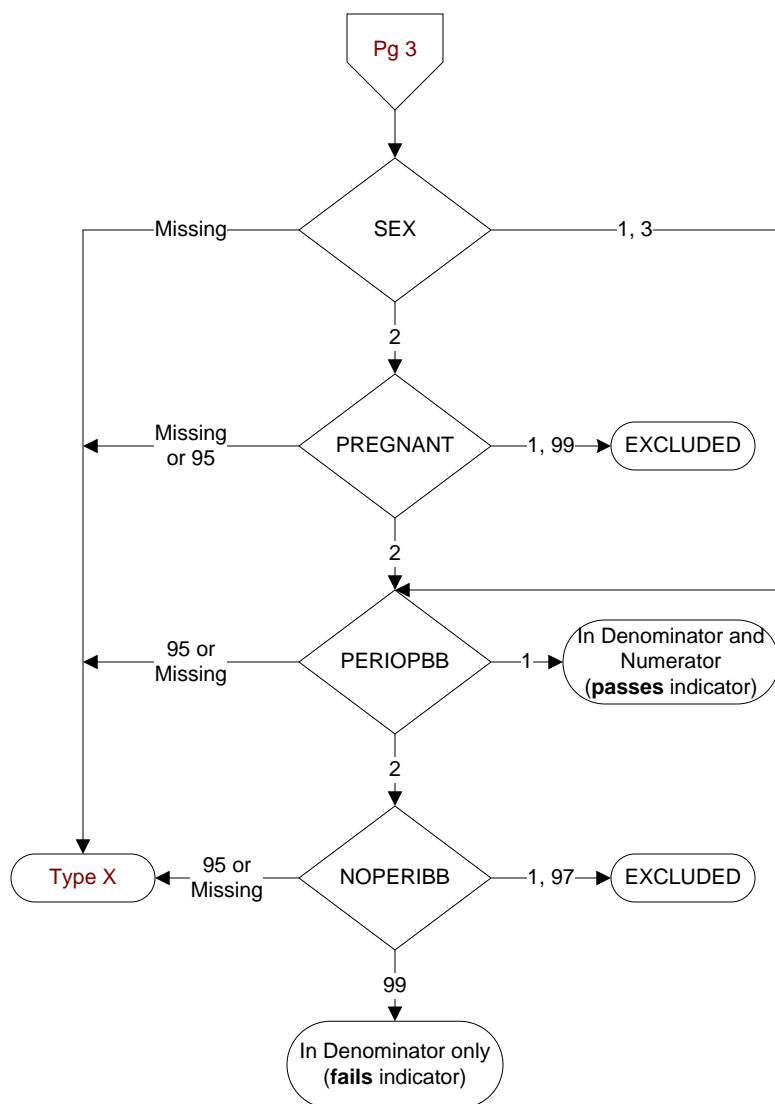 Pg 3
Missing
SEX
1, 3
2
Missing
or 95
PREGNANT
1, 99
EXCLUDED
2
95 or
Missing
PERIOPBB
1
In Denominator and
Numerator
(passes indicator)
2
Type X
95 or
Missing
NOPERIBB
1, 97
EXCLUDED
99
In Denominator only
(fails indicator)